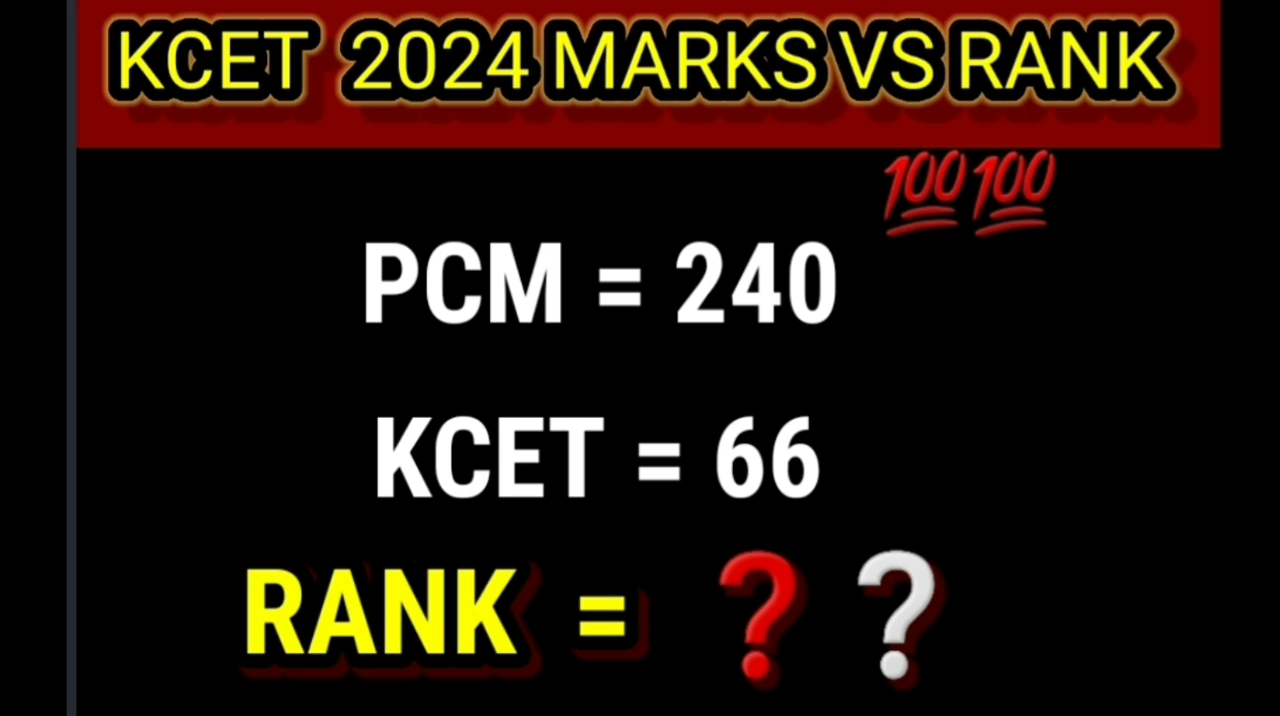 KCET 2024 MARKS VS RANK
💯💯
PCM = 240
KCET = 66
RANK = ❓❔